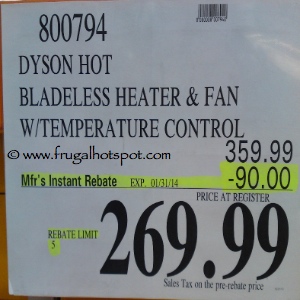 800794
DYSON HOT
BLADELESS HEATER & FAN
W/TEMPERATURE CONTROL
www.frugalhotspot.com
359.99
Mfr's Instant Rebate EXP. 01/31/14 -90.00
PRICE AT REGISTER
REBATE LIMIT
5
269.99
Sales Tax on the pre-rebate price